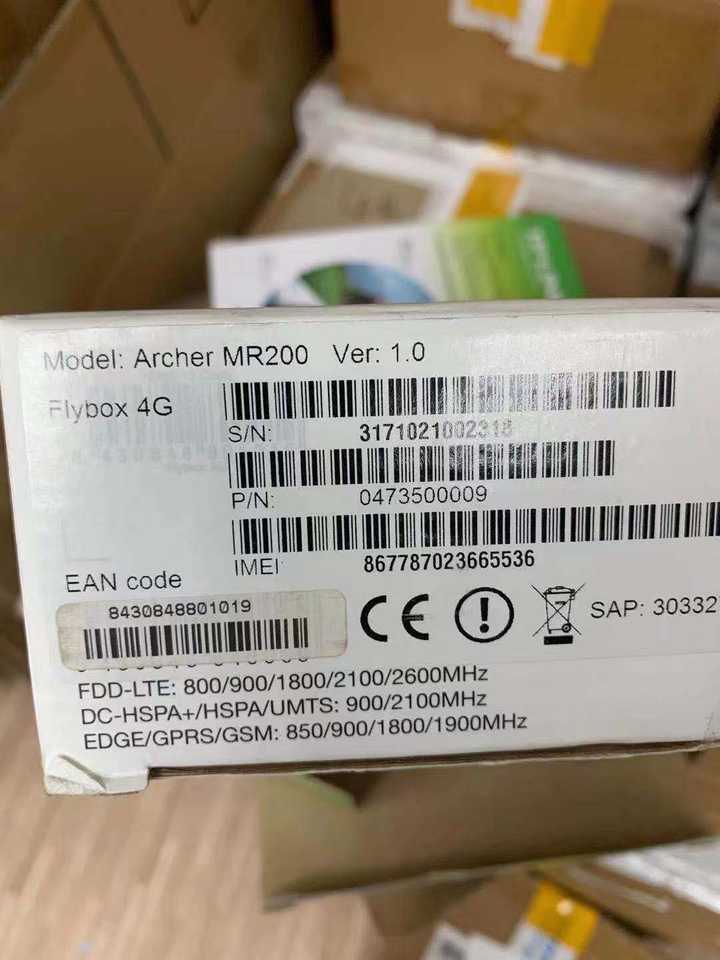 Model: Archer MR200 Ver: 1.0
Flybox 4G
S/N: 3171021002318
P/N: 0473500009
IMEI 867787023665536
EAN code
8430848801019
SAP: 30332
FDD-LTE: 800/900/1800/2100/2600MHz
DC-HSPA+/HSPA/UMTS: 900/2100MHz
EDGE/GPRS/GSM: 850/900/1800/1900MHz